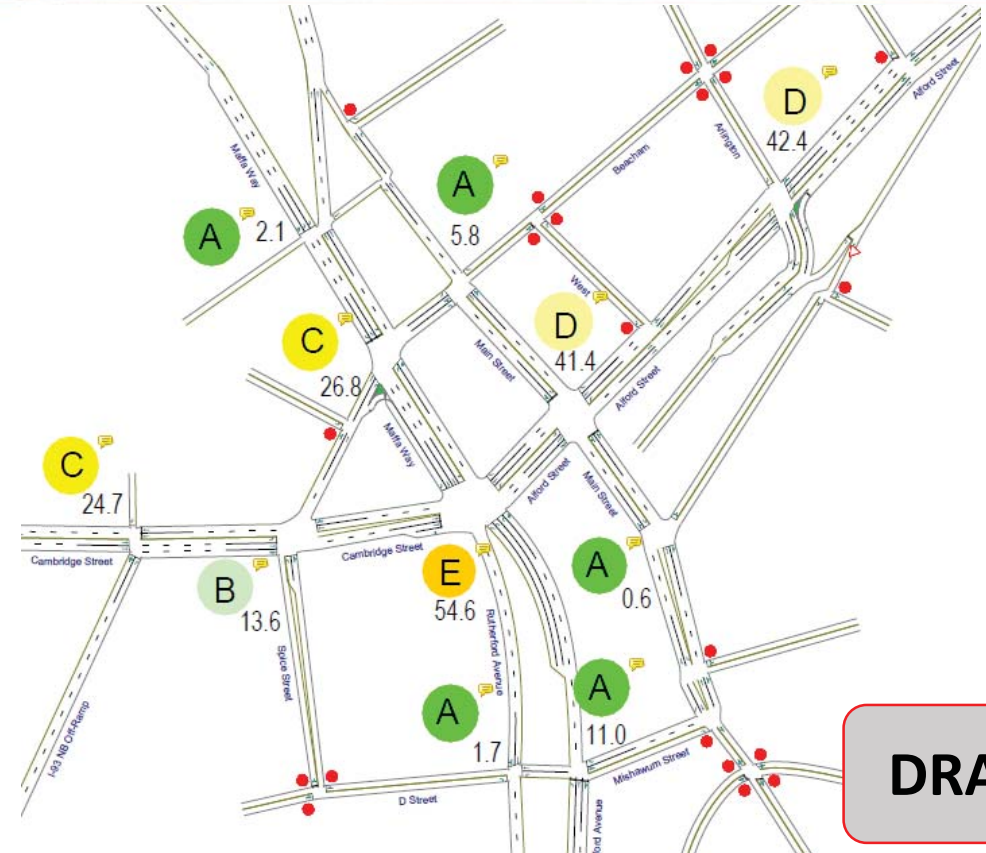 Alford Street
D
42.4
Arlington
Beacham
Maffa Way
A
5.8
A
2.1
West
D
41.4
C
26.8
Main Street
Alford Street
Maffa Way
C
24.7
Alford Street
Main Street
Cambridge Street
Cambridge Street
B
13.6
E
54.6
A
0.6
Rutherford Avenue
Spice Street
A
1.7
A
11.0
I-93 NB Off-Ramp
Mishawum Street
D Street
ord Avenue
DRA